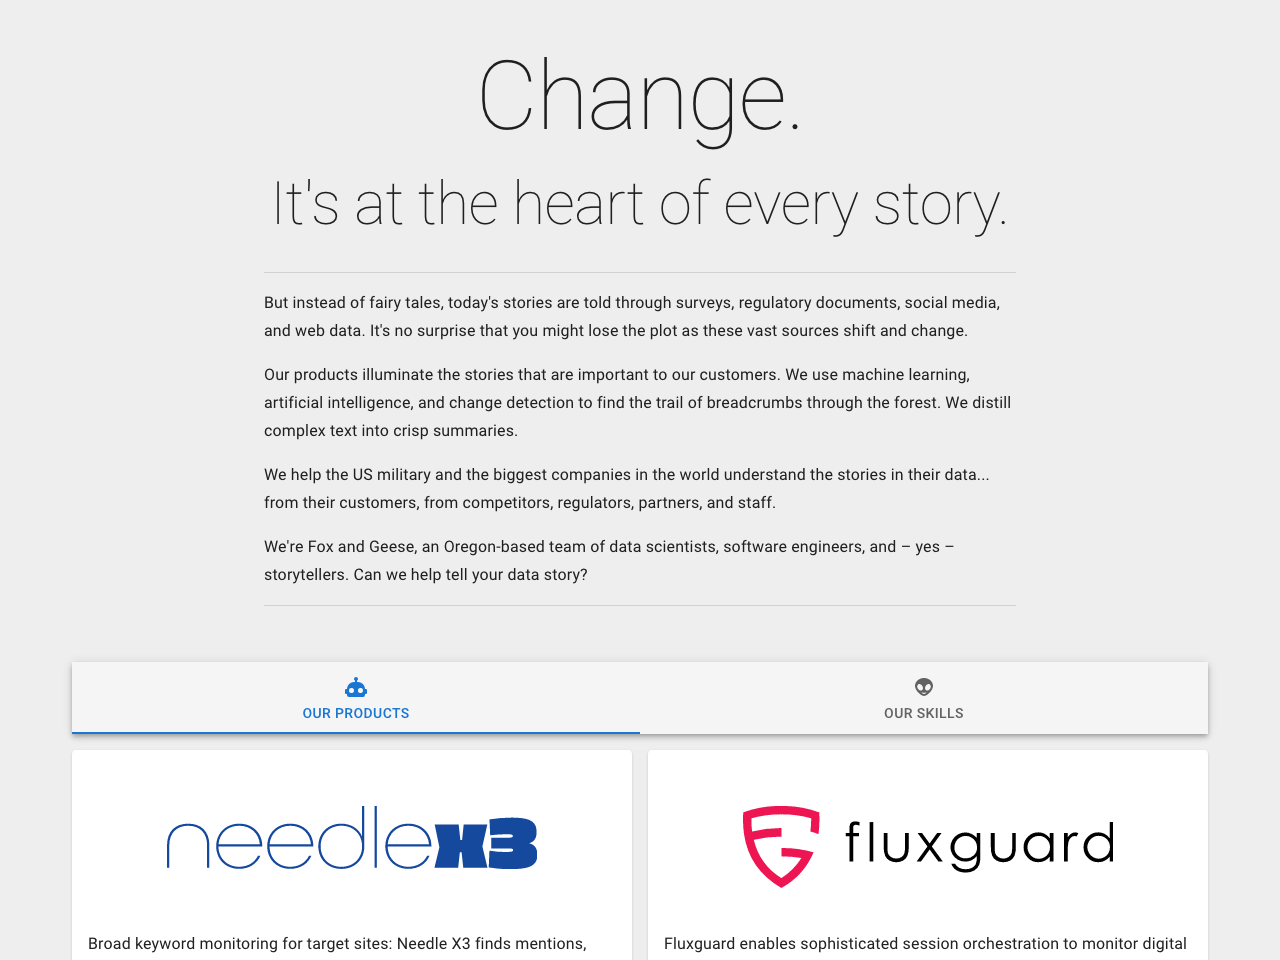 Change.
It's at the heart of every story.
But instead of fairy tales, today's stories are told through surveys, regulatory documents, social media,
and web data. It's no surprise that you might lose the plot as these vast sources shift and change.
Our products illuminate the stories that are important to our customers. We use machine learning,
artificial intelligence, and change detection to find the trail of breadcrumbs through the forest. We distill
complex text into crisp summaries.
We help the US military and the biggest companies in the world understand the stories in their data...
from their customers, from competitors, regulators, partners, and staff.
We're Fox and Geese, an Oregon-based team of data scientists, software engineers, and – yes –
storytellers. Can we help tell your data story?
OUR PRODUCTS
OUR SKILLS
needlex3
fluxguard
Broad keyword monitoring for target sites: Needle X3 finds mentions,
Fluxguard enables sophisticated session orchestration to monitor digital